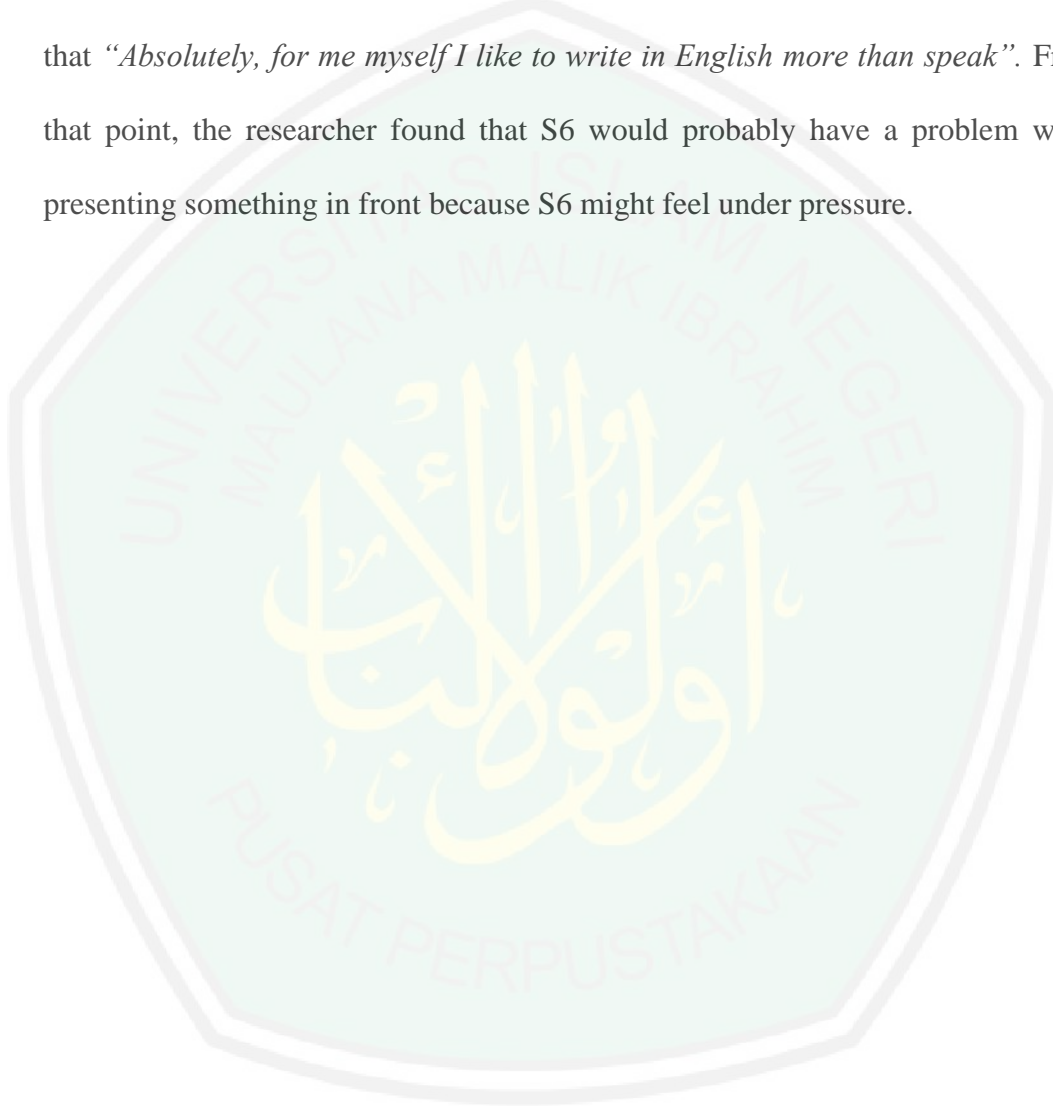 that “Absolutely, for me myself I like to write in English more than speak”. Fr
that point, the researcher found that S6 would probably have a problem w
presenting something in front because S6 might feel under pressure.
UNIVERSITAS ISLAM NEGERI
MAULANA MALIK IBRAHIM
أولوا الألباب
PUSAT PERPUSTAKAAN